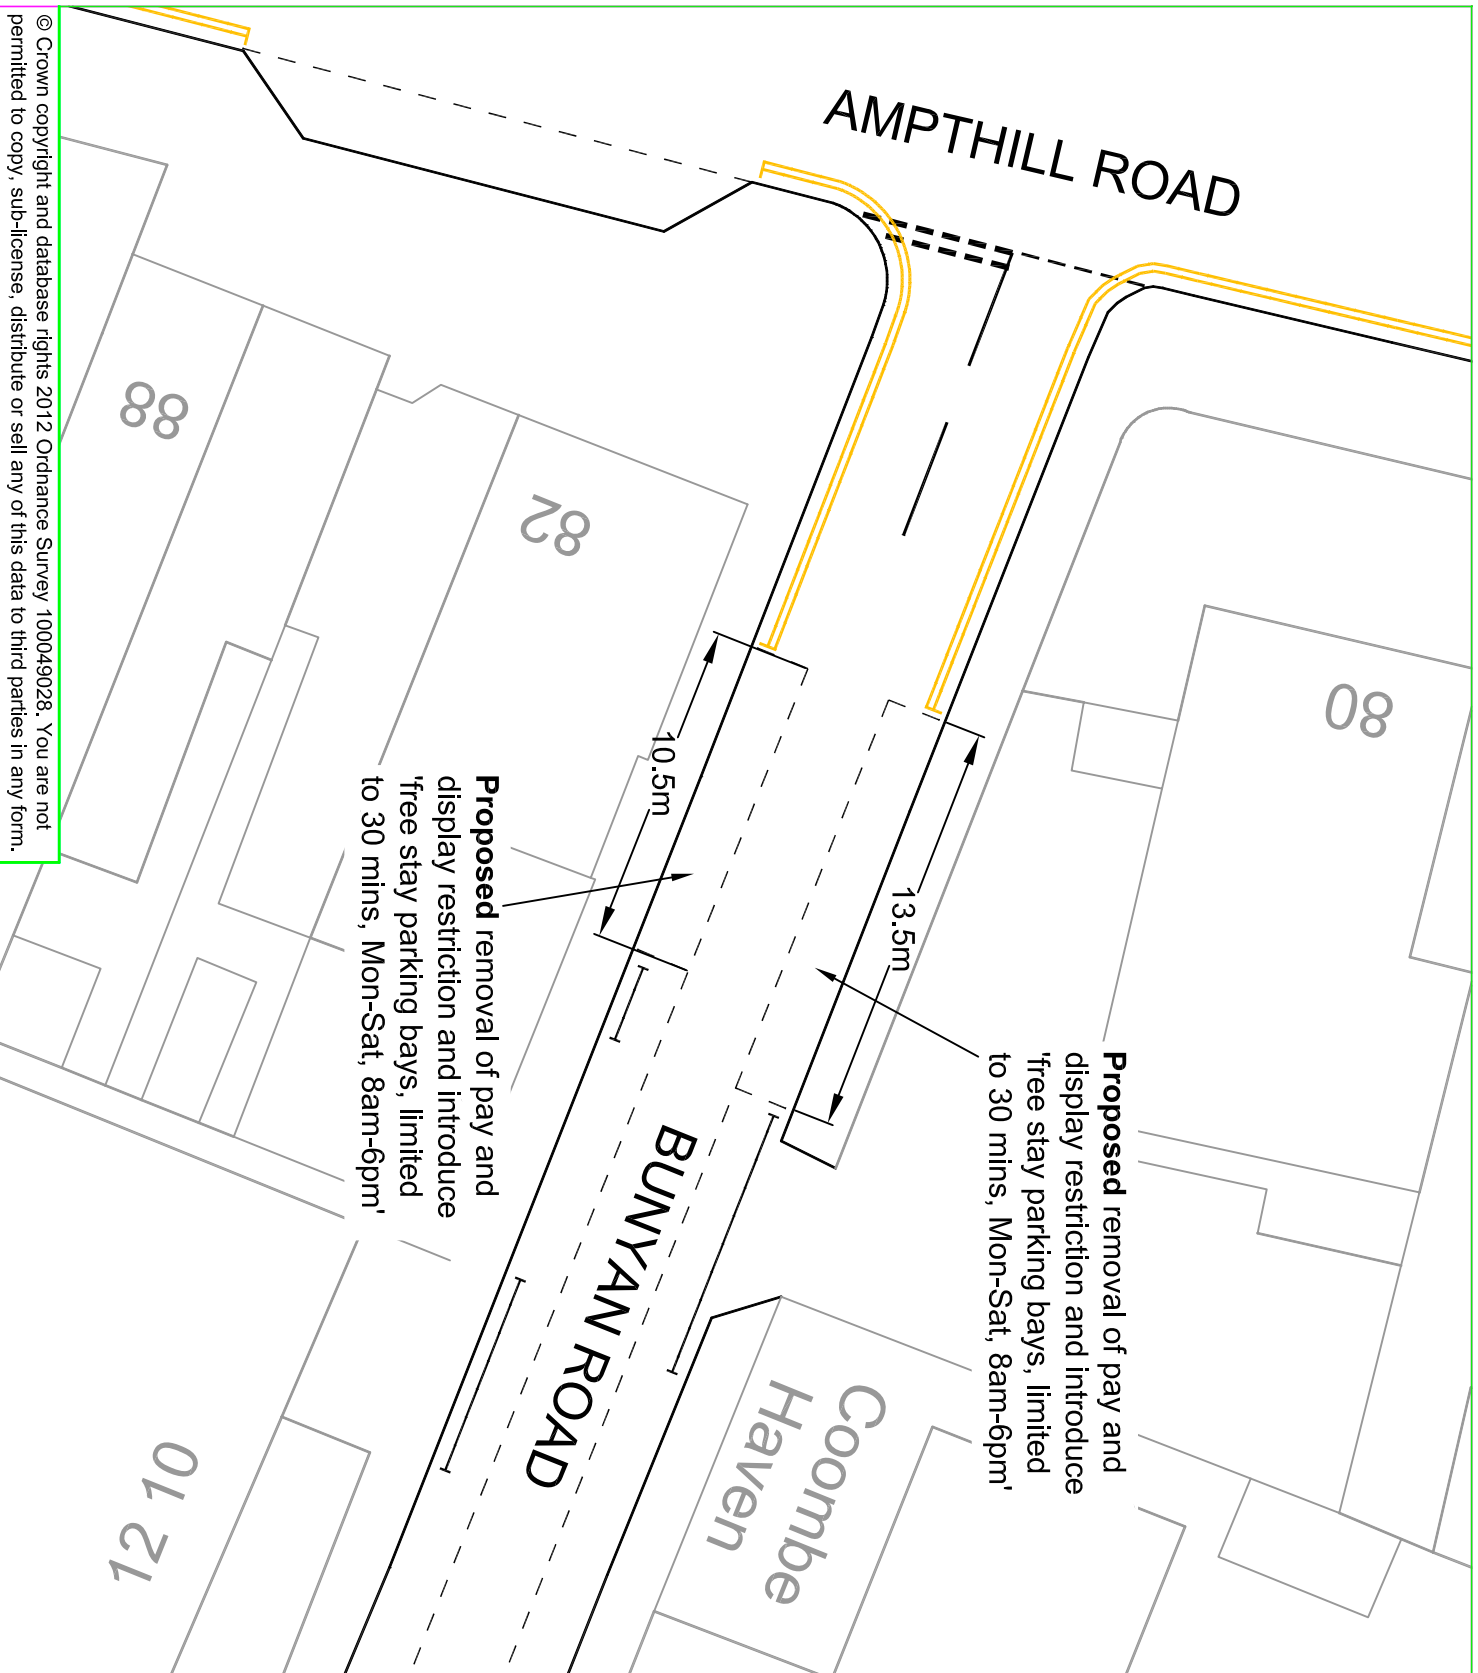 AMPTHILL ROAD
88
82
80
10.5m
13.5m
Proposed removal of pay and
display restriction and introduce
'free stay parking bays, limited
to 30 mins, Mon-Sat, 8am-6pm'
Proposed removal of pay and
display restriction and introduce
'free stay parking bays, limited
to 30 mins, Mon-Sat, 8am-6pm'
BUNYAN ROAD
Coombe
Haven
12 10
© Crown copyright and database rights 2012 Ordnance Survey 100049028. You are not
permitted to copy, sub-license, distribute or sell any of this data to third parties in any form.